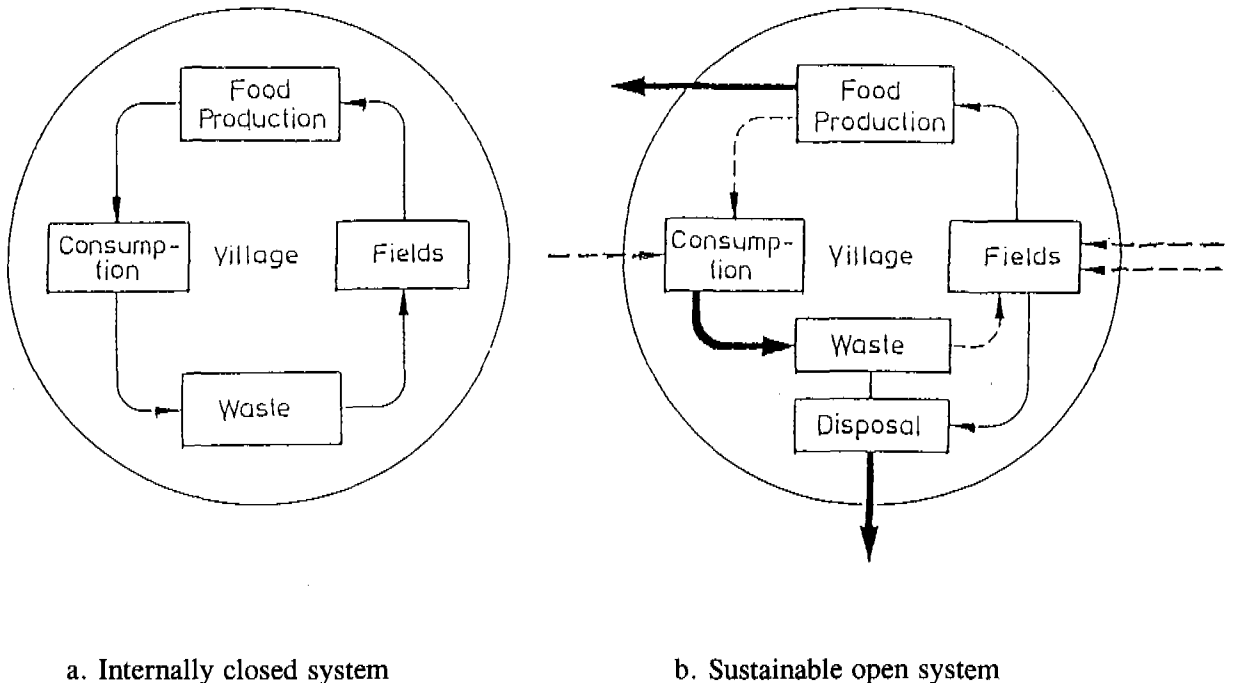 Food
Production
Consump-
tion
Village
Fields
Waste
Food
Production
Consump-
tion
Village
Fields
Waste
Disposal
a. Internally closed system
b. Sustainable open system